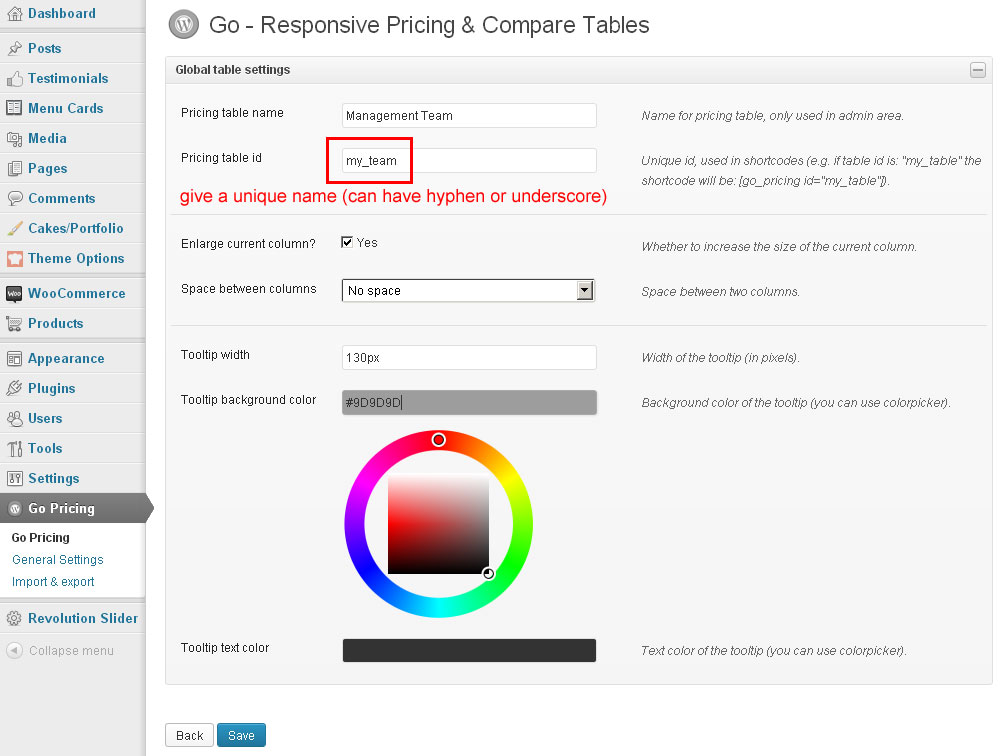 Dashboard
Posts
Testimonials
Menu Cards
Media
Pages
Comments
Cakes/Portfolio
Theme Options
WooCommerce
Products
Appearance
Plugins
Users
Tools
Settings
Go Pricing
Go Pricing
General Settings
Import & export
Revolution Slider
Collapse menu
Go - Responsive Pricing & Compare Tables
Global table settings
Pricing table name
Management Team
Name for pricing table, only used in admin area.
Pricing table id
my_team
Unique id, used in shortcodes (e.g. if table id is: "my_table" the
shortcode will be: [go_pricing id="my_table"]).
give a unique name (can have hyphen or underscore)
Enlarge current column?
Yes
Whether to increase the size of the current column.
Space between columns
No space
Space between two columns.
Tooltip width
130px
Width of the tooltip (in pixels).
Tooltip background color
#9D9D9D
Background color of the tooltip (you can use colorpicker).
Tooltip text color
Text color of the tooltip (you can use colorpicker).
Back
Save